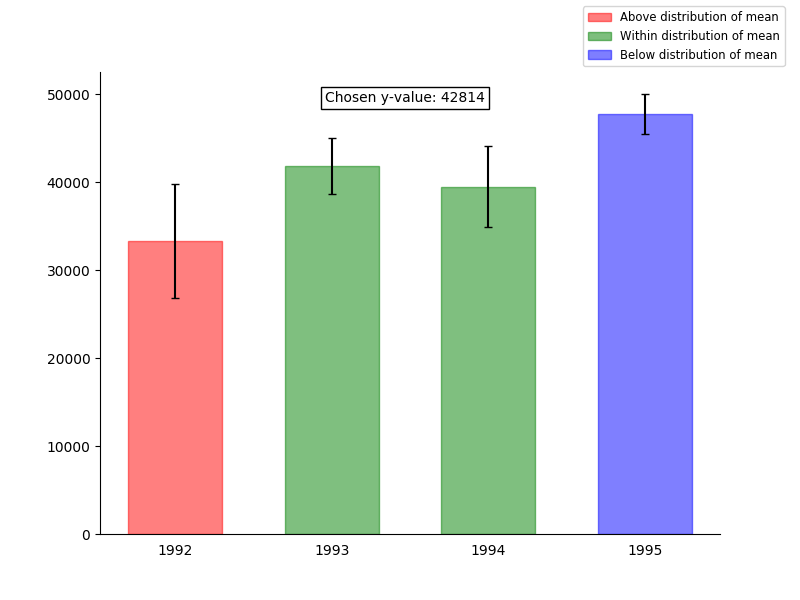 Above distribution of mean
Within distribution of mean
Below distribution of mean
Chosen y-value: 42814
50000
40000
30000
20000
10000
0
1992 1993 1994 1995